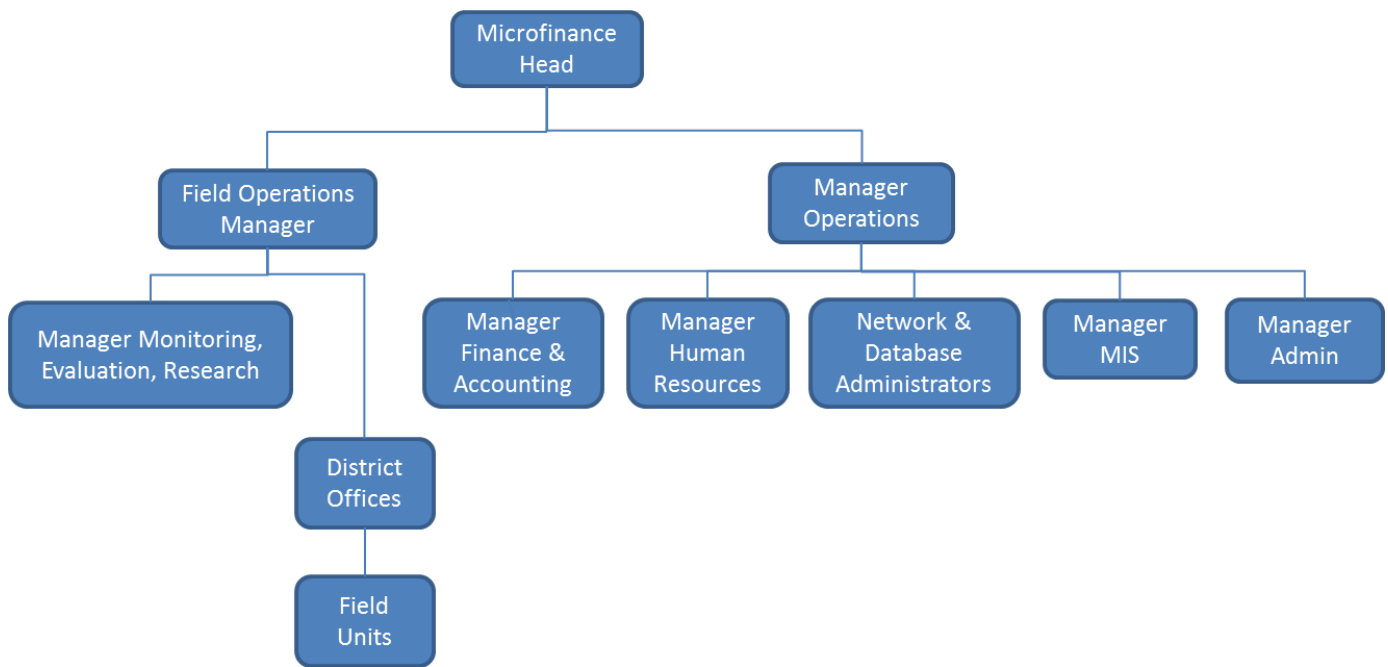 Microfinance
Head
Field Operations
Manager
Manager
Operations
Manager Monitoring,
Evaluation, Research
Manager
Finance &
Accounting
Manager
Human
Resources
Network &
Database
Administrators
Manager
MIS
Manager
Admin
District
Offices
Field
Units